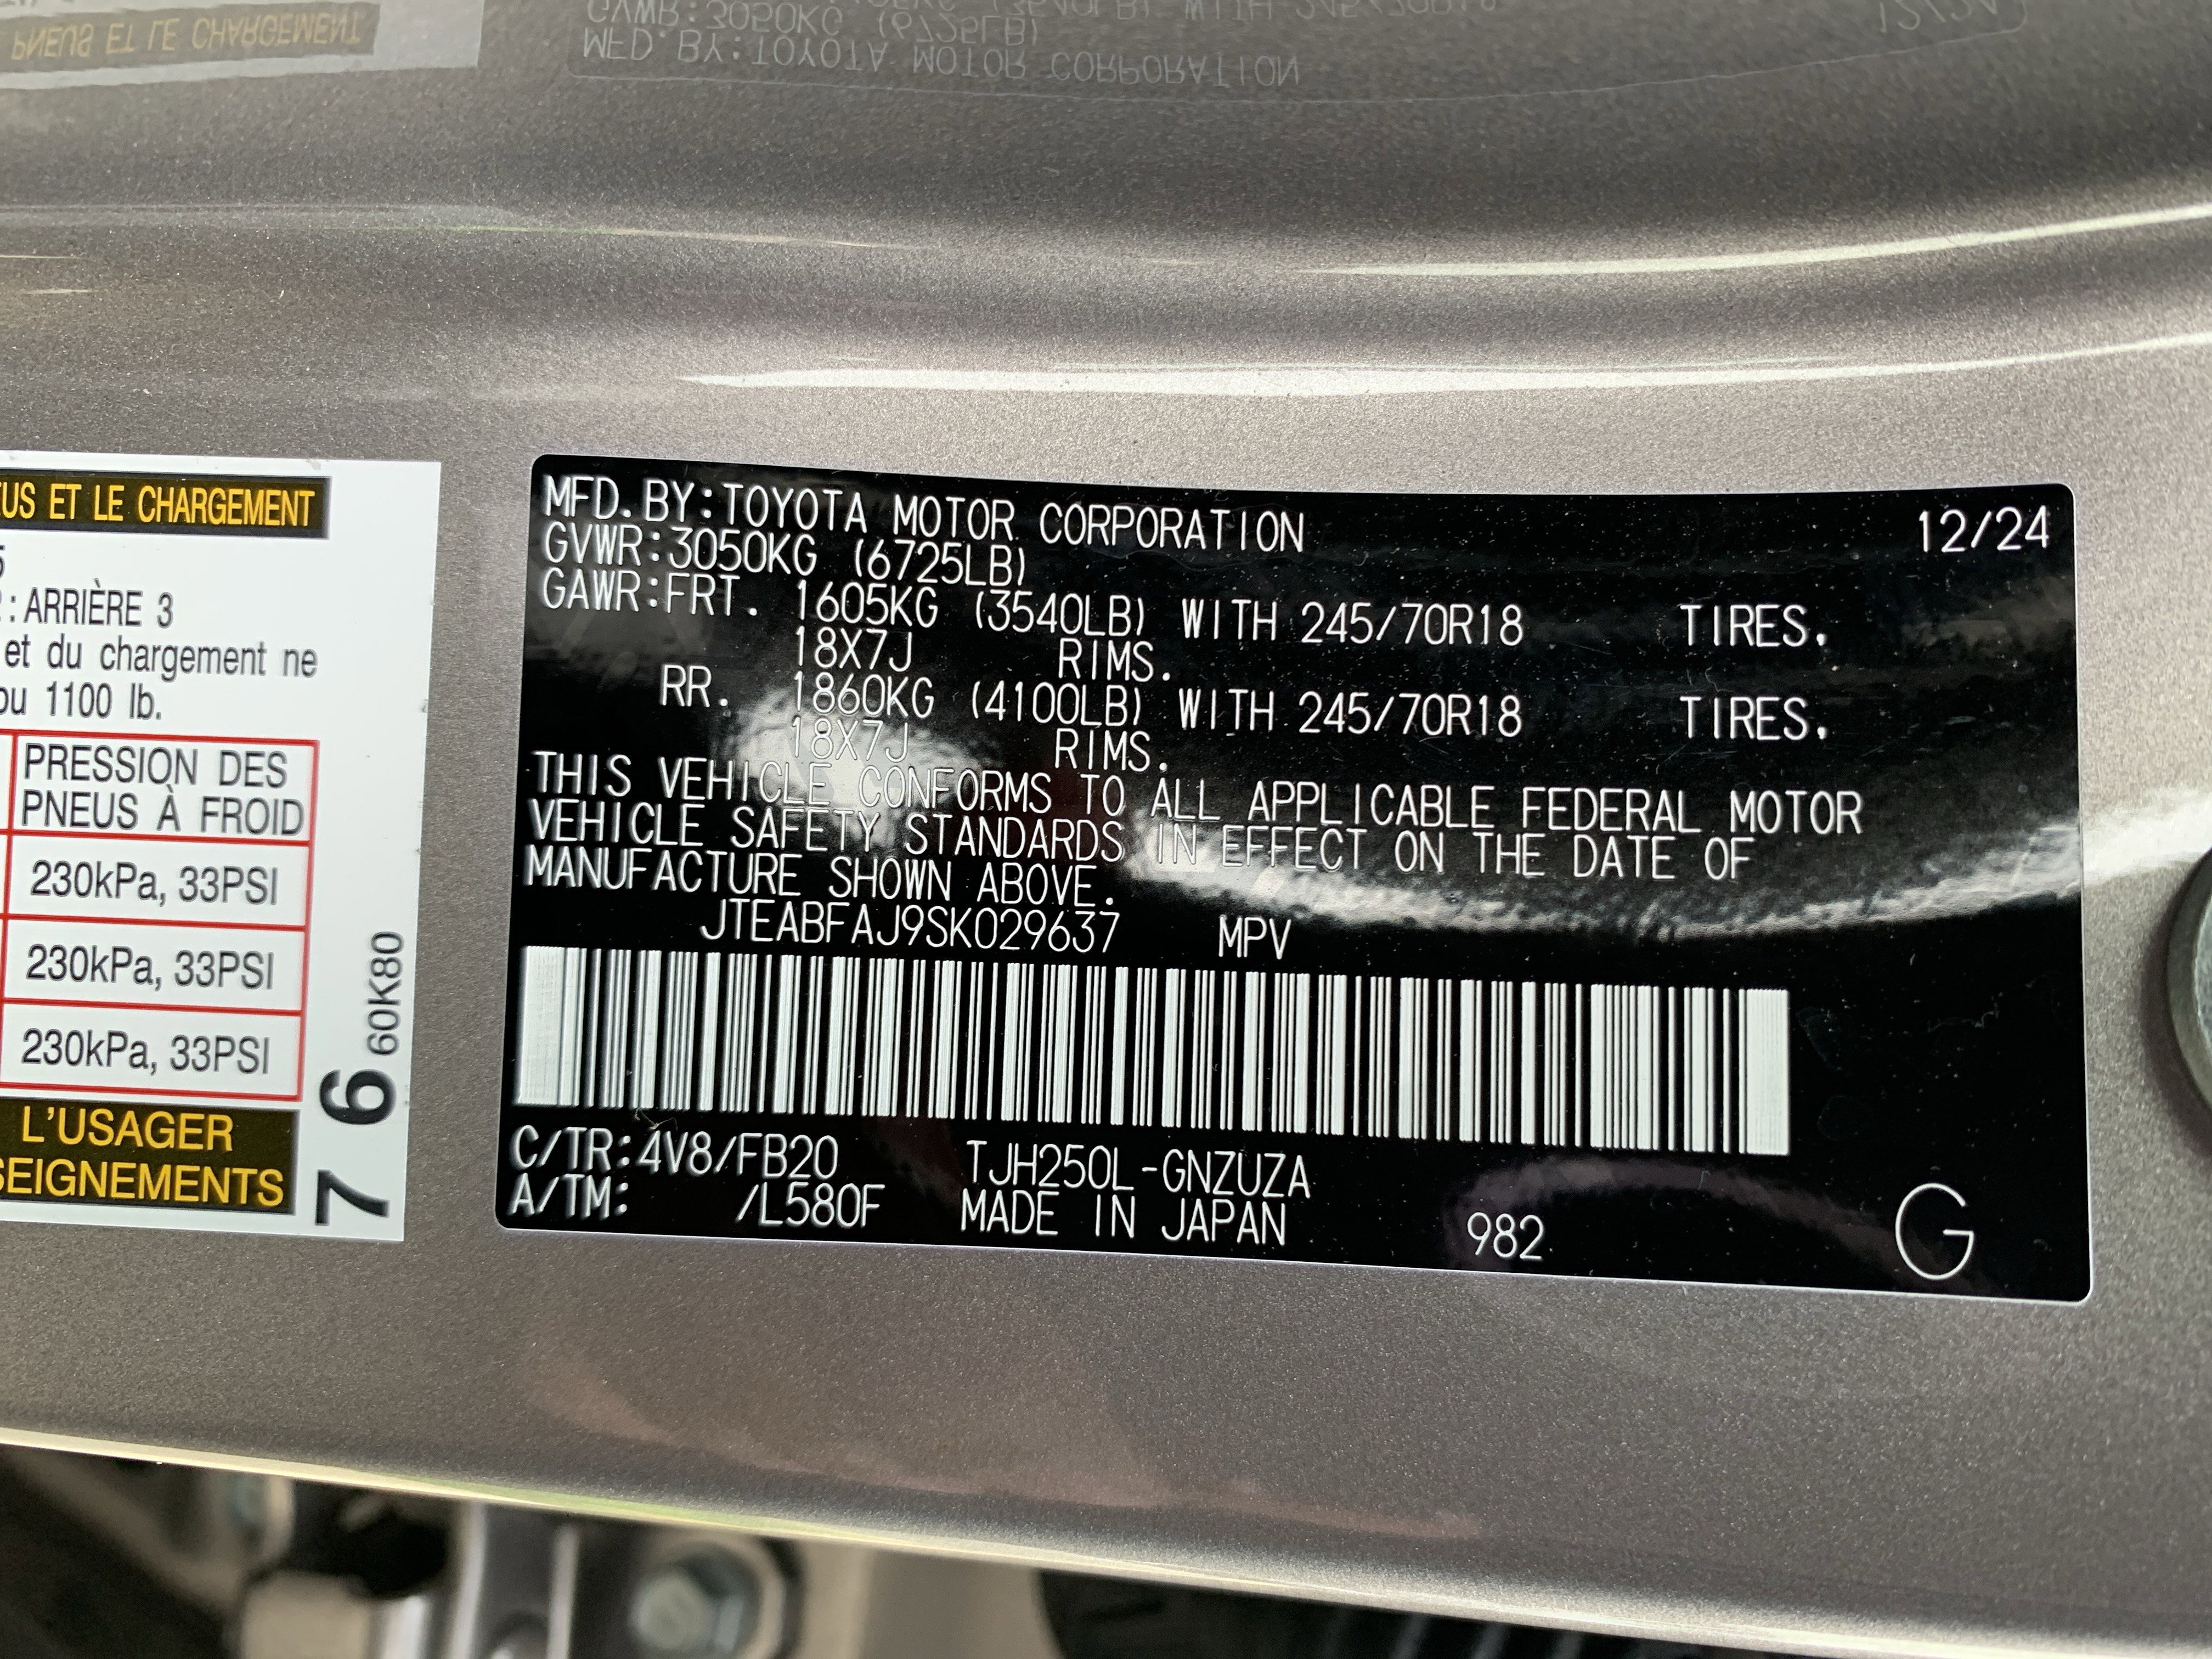 PNEUS ET LE CHARGEMENT
GVWR:3050KG (6725LB)
MFD.BY:TOYOTA MOTOR CORPORATION
12/24
ET LE CHARGEMENT
5
:ARRIÈRE 3
et du chargement ne
ou 1100 lb.
PRESSION DES
PNEUS À FROID
230kPa, 33PSI
230kPa, 33PSI
230kPa, 33PSI
L'USAGER
76
60K80
MFD.BY:TOYOTA MOTOR CORPORATION 12/24
GVWR:3050KG (6725LB)
GAWR:FRT. 1605KG (3540LB) WITH 245/70R18 TIRES.
18X7J RIMS.
RR. 1860KG (4100LB) WITH 245/70R18 TIRES.
18X7J RIMS.
THIS VEHICLE CONFORMS TO ALL APPLICABLE FEDERAL MOTOR
VEHICLE SAFETY STANDARDS IN EFFECT ON THE DATE OF
MANUFACTURE SHOWN ABOVE.
JTEABFAJ9SK029637 MPV
C/TR:4V8/FB20 TJH250L-GNZUZA
A/TM: /L580F MADE IN JAPAN 982 G